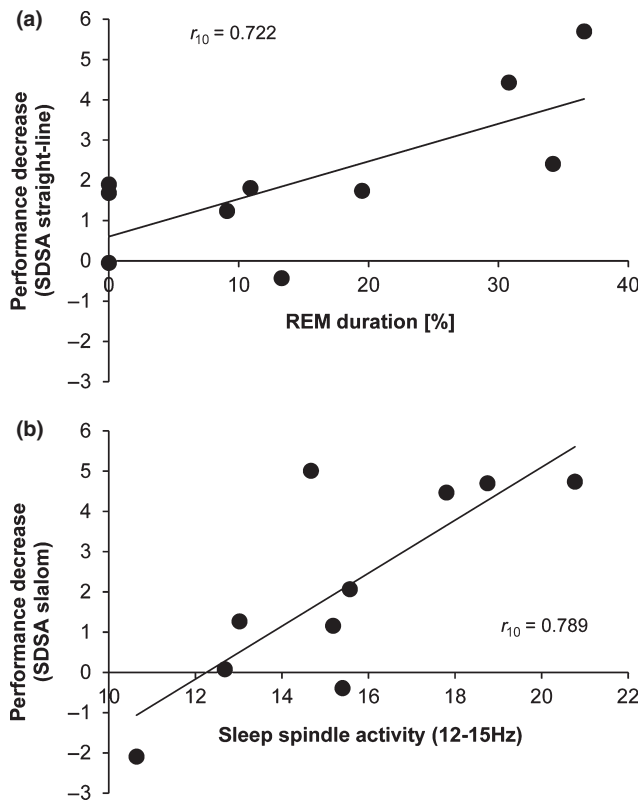 (a)
6
5
4
3
2
1
0
–1
–2
–3
r10 = 0.722
Performance decrease
(SDSA straight-line)
0 10 20 30 40
REM duration [%]
(b)
6
5
4
3
2
1
0
–1
–2
–3
Performance decrease
(SDSA slalom)
r10 = 0.789
10 12 14 16 18 20 22
Sleep spindle activity (12-15Hz)